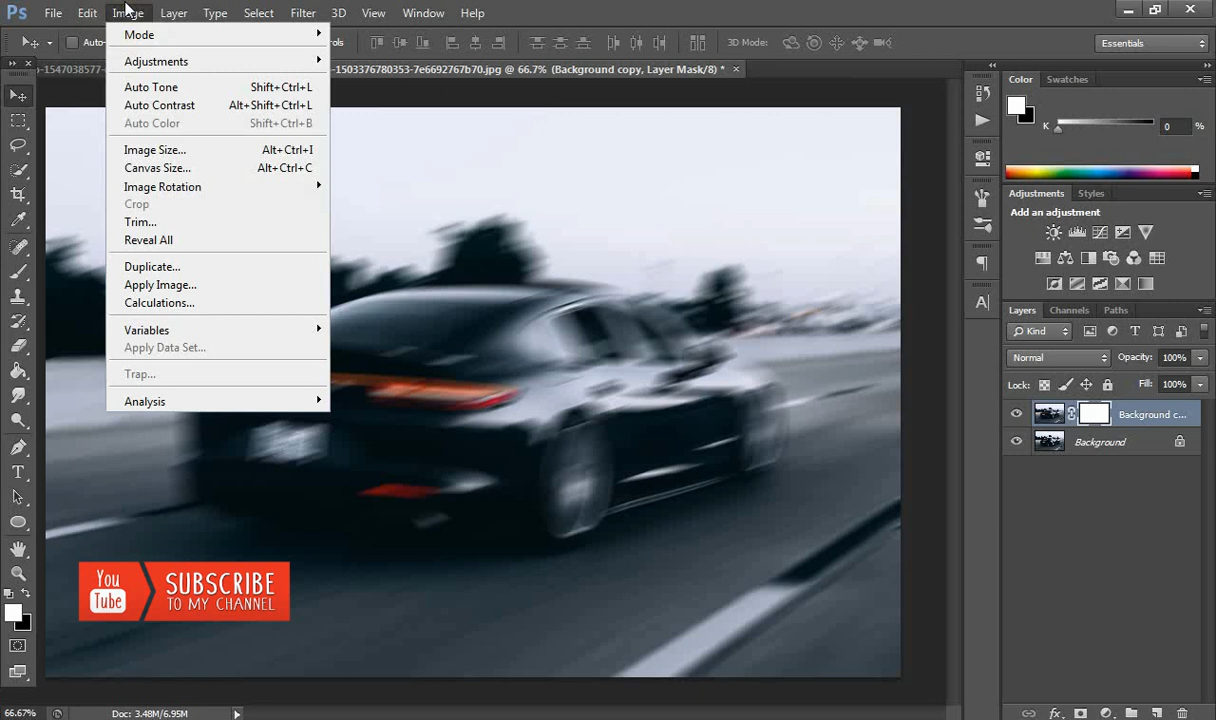 Ps File Edit Image Layer Type Select Filter 3D View Window Help
Auto- rols 3D Mode: Essentials
-1547038577- -1503376780353-7e6692767b70.jpg @ 66.7% (Background copy, Layer Mask/8) * ×
Mode
Adjustments
Auto Tone Shift+Ctrl+L
Auto Contrast Alt+Shift+Ctrl+L
Auto Color Shift+Ctrl+B
Image Size... Alt+Ctrl+I
Canvas Size... Alt+Ctrl+C
Image Rotation
Crop
Trim...
Reveal All
Duplicate...
Apply Image...
Calculations...
Variables
Apply Data Set...
Trap...
Analysis
Color Swatches
K 0 %
Adjustments Styles
Add an adjustment
Layers Channels Paths
Kind
Normal Opacity: 100%
Lock: Fill: 100%
Background c...
Background
You
Tube
SUBSCRIBE
TO MY CHANNEL
66.67% Doc: 3.48M/6.95M